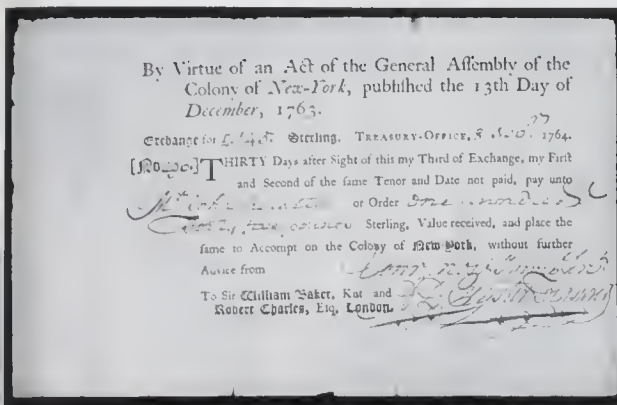 By Virtue of an Act of the General Aſſembly of the
Colony of New-York, publiſhed the 13th Day of
December, 1763.
Exchange for £. Sterling. TREASURY-OFFICE, 1764.
[No ] THIRTY Days after Sight of this my Third of Exchange, my Firſt
and Second of the ſame Tenor and Date not paid, pay unto
or Order One Hundred
Sterling, Value received, and place the
ſame to Accompt on the Colony of New York, without further
Advice from
To Sir William Baker, Knt and
Robert Charles, Eſq. London.